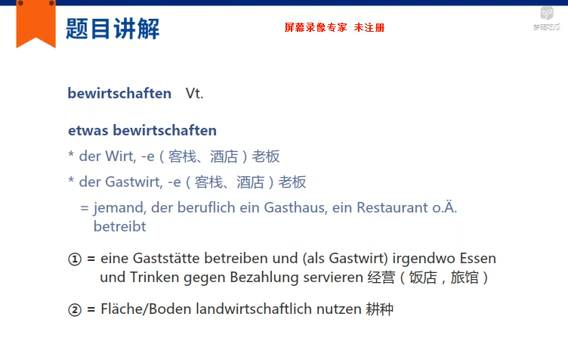 题目讲解
屏幕录像专家 未注册
bewirtschaften Vt.
etwas bewirtschaften
* der Wirt, -e（客栈、酒店）老板
* der Gastwirt, -e（客栈、酒店）老板
= jemand, der beruflich ein Gasthaus, ein Restaurant o.Ä.
betreibt
① = eine Gaststätte betreiben und (als Gastwirt) irgendwo Essen
und Trinken gegen Bezahlung servieren 经营（饭店，旅馆）
② = Fläche/Boden landwirtschaftlich nutzen 耕种